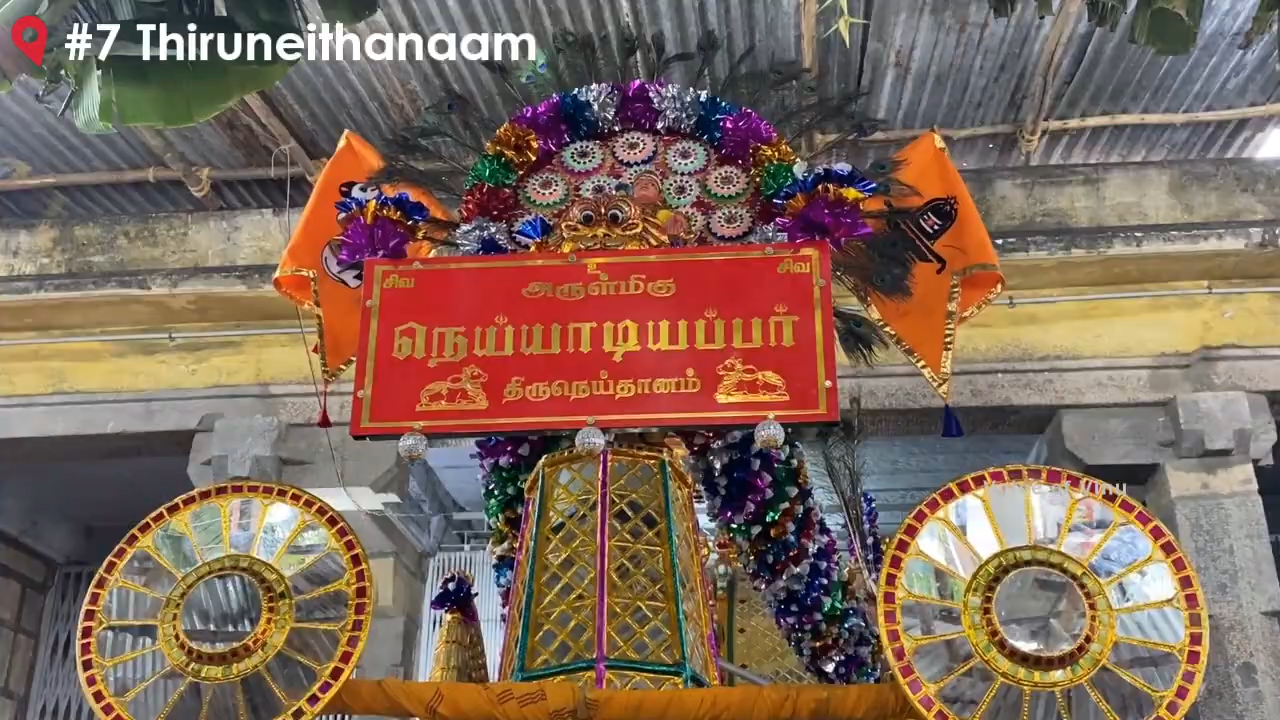 #7 Thiruneithanaam
உ
சிவ சிவ
அருள்மிகு
நெய்யாடியப்பர்
திருநெய்தானம்